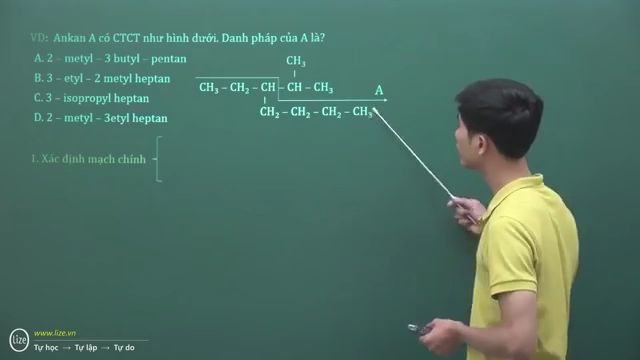 VD: Ankan A có CTCT như hình dưới. Danh pháp của A là?
A. 2 – metyl – 3 butyl – pentan
B. 3 – etyl – 2 metyl heptan
C. 3 – isopropyl heptan
D. 2 – metyl – 3etyl heptan
CH₃
A
CH₃ – CH₂ – CH – CH – CH₃
CH₂ – CH₂ – CH₂ – CH₃
1. Xác định mạch chính
Lize
www.lize.vn
Tự học → Tự lập → Tự do